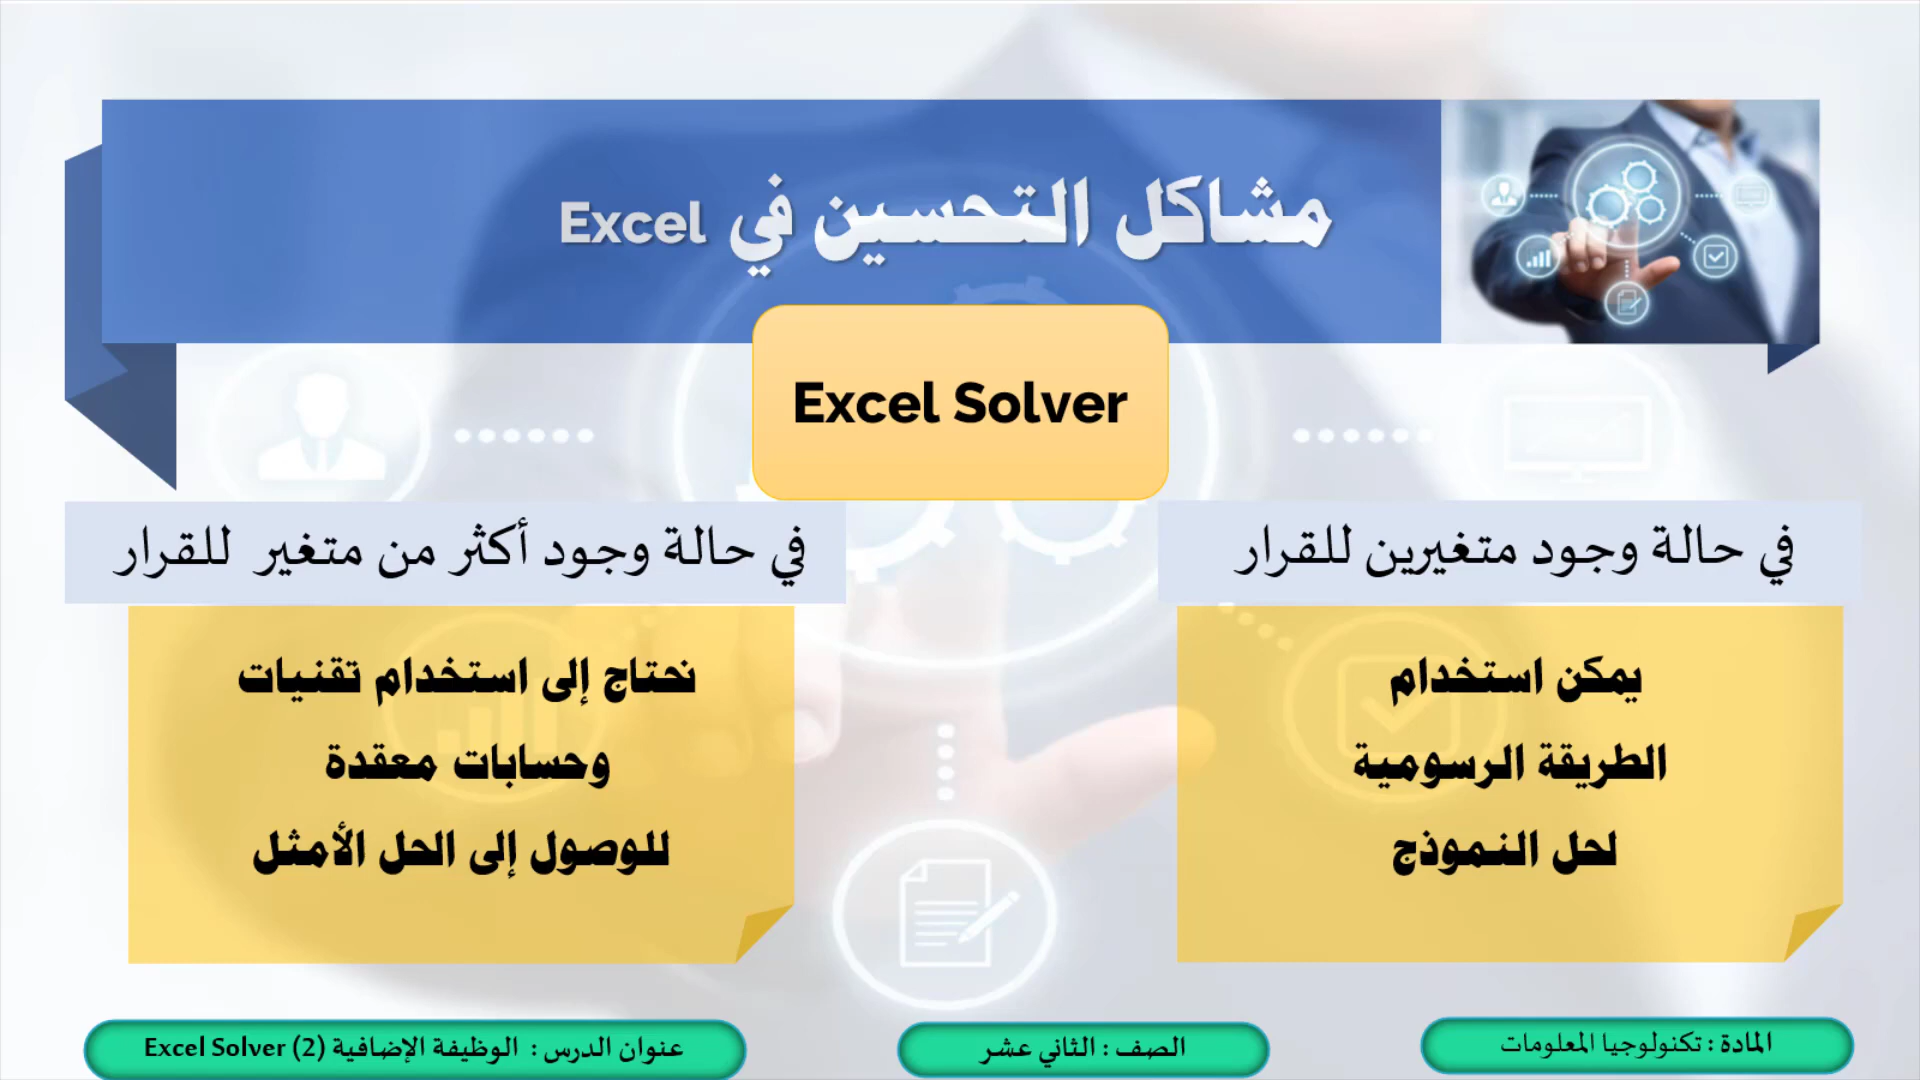 مشاكل التحسين في Excel
Excel Solver
في حالة وجود متغيرين للقرار
يمكن استخدام
الطريقة الرسومية
لحل النموذج
في حالة وجود أكثر من متغير للقرار
نحتاج إلى استخدام تقنيات
وحسابات معقدة
للوصول إلى الحل الأمثل
المادة : تكنولوجيا المعلومات
الصف : الثاني عشر
عنوان الدرس : الوظيفة الإضافية Excel Solver (2)